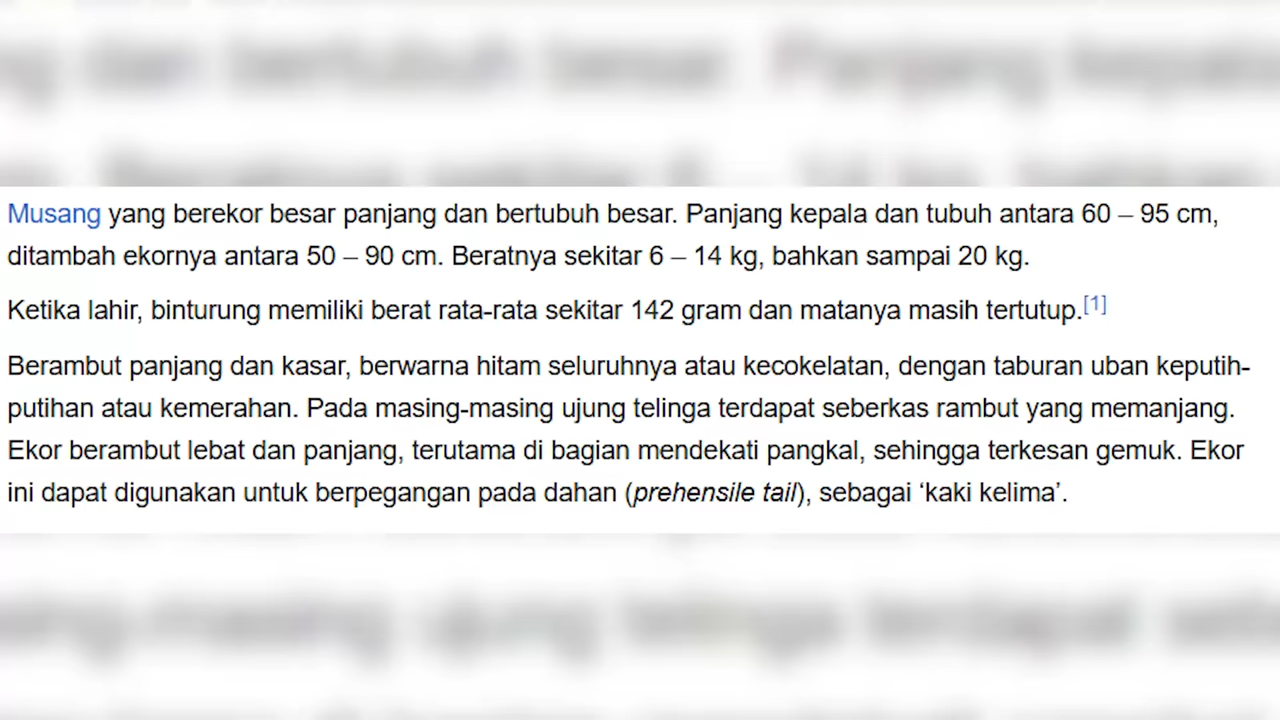 Musang yang berekor besar panjang dan bertubuh besar. Panjang kepala dan tubuh antara 60 – 95 cm,
ditambah ekornya antara 50 – 90 cm. Beratnya sekitar 6 – 14 kg, bahkan sampai 20 kg.
Ketika lahir, binturung memiliki berat rata-rata sekitar 142 gram dan matanya masih tertutup.[1]
Berambut panjang dan kasar, berwarna hitam seluruhnya atau kecokelatan, dengan taburan uban keputih-
putihan atau kemerahan. Pada masing-masing ujung telinga terdapat seberkas rambut yang memanjang.
Ekor berambut lebat dan panjang, terutama di bagian mendekati pangkal, sehingga terkesan gemuk. Ekor
ini dapat digunakan untuk berpegangan pada dahan (prehensile tail), sebagai ‘kaki kelima’.